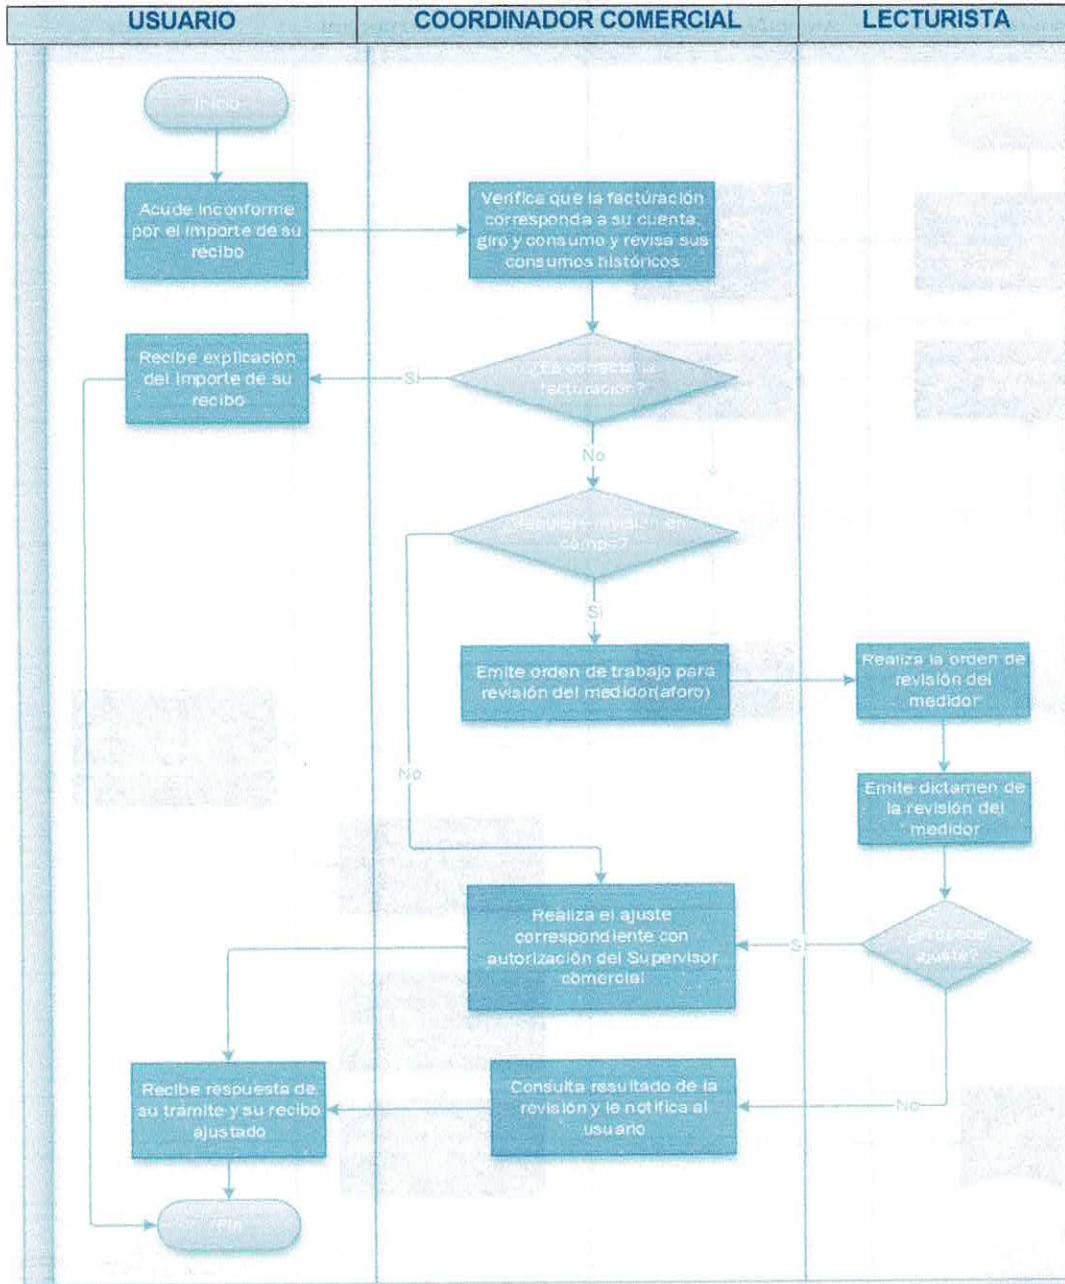 USUARIO
COORDINADOR COMERCIAL
LECTURISTA
Inicio
Acude inconforme
por el importe de su
recibo
Verifica que la facturación
corresponda a su cuenta,
giro y consumo y revisa sus
consumos históricos
Recibe explicación
del importe de su
recibo
Si
¿Es correcta la
facturación?
No
¿Requiere revisión en
campo?
Si
Emite orden de trabajo para
revisión del medidor(aforo)
Realiza la orden de
revisión del
medidor
No
Emite dictamen de
la revisión del
medidor
Realiza el ajuste
correspondiente con
autorización del Supervisor
comercial
Si
¿Procede
ajuste?
Recibe respuesta de
su trámite y su recibo
ajustado
Consulta resultado de la
revisión y le notifica al
usuario
No
Fin